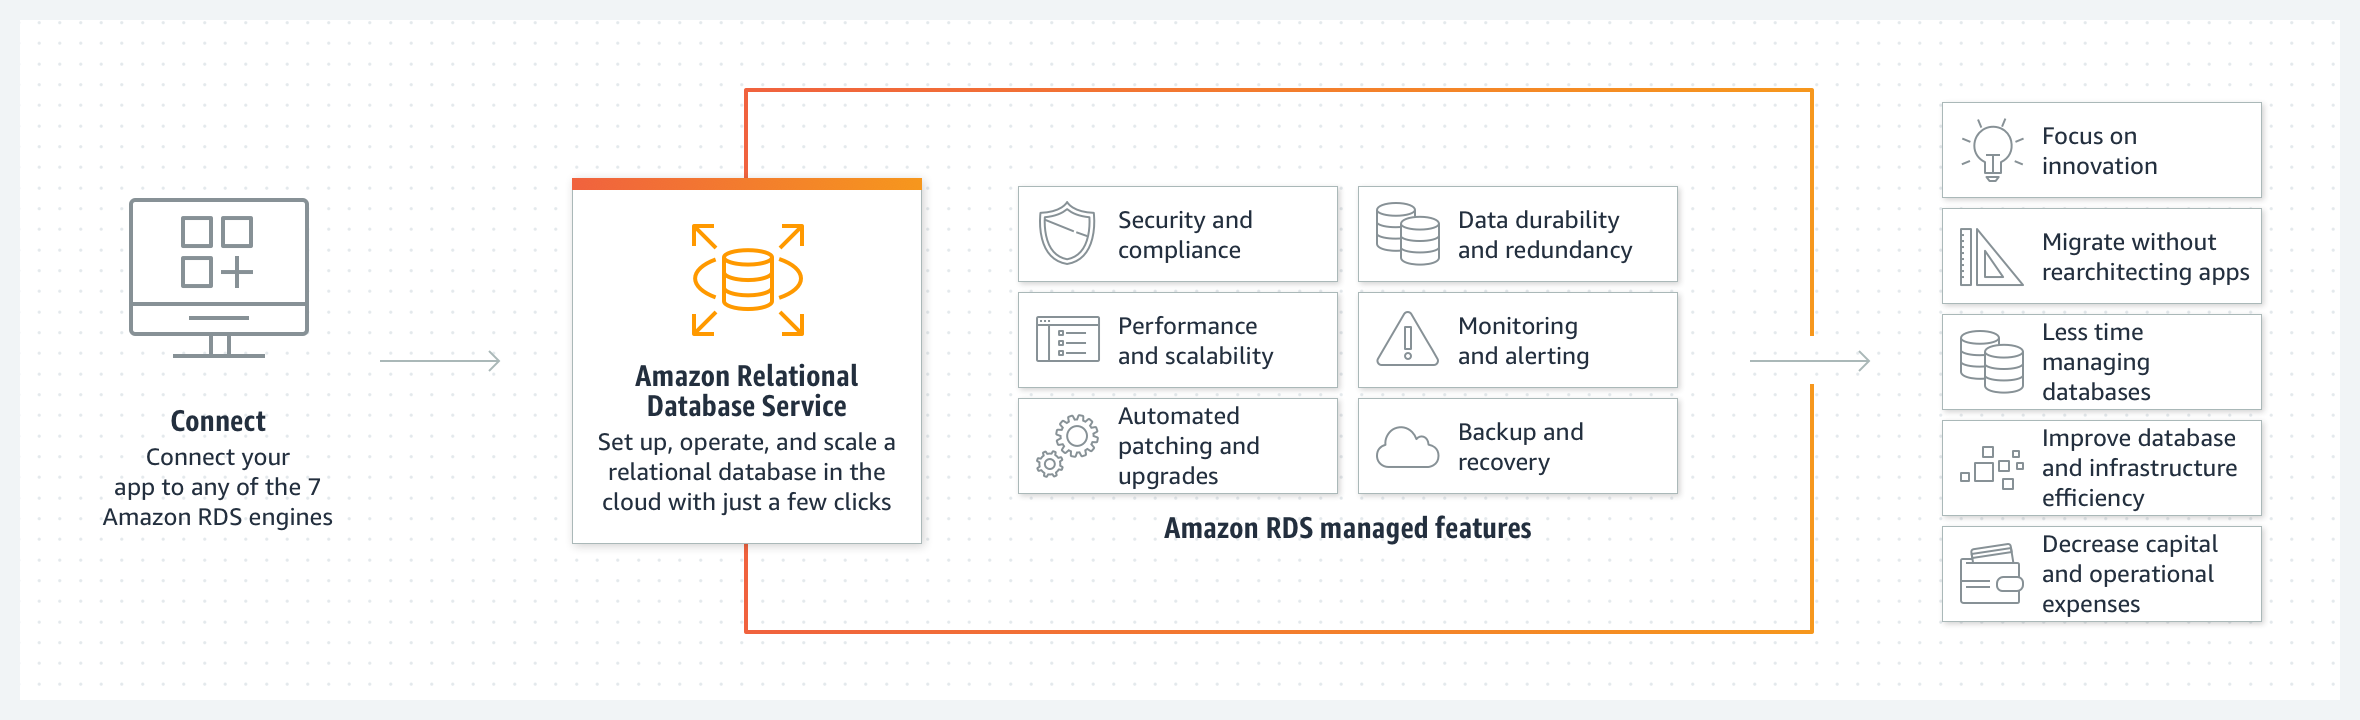 Connect
Connect your
app to any of the 7
Amazon RDS engines
Amazon Relational
Database Service
Set up, operate, and scale a
relational database in the
cloud with just a few clicks
Security and
compliance
Data durability
and redundancy
Performance
and scalability
Monitoring
and alerting
Automated
patching and
upgrades
Backup and
recovery
Amazon RDS managed features
Focus on
innovation
Migrate without
rearchitecting apps
Less time
managing
databases
Improve database
and infrastructure
efficiency
Decrease capital
and operational
expenses